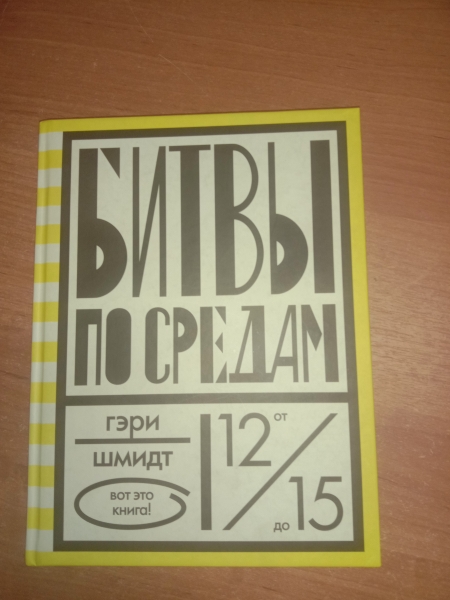 БИТВЫ
ПО СРЕДАМ
ГЭРИ
ШМИДТ
ВОТ ЭТО
КНИГА!
от
12
до 15